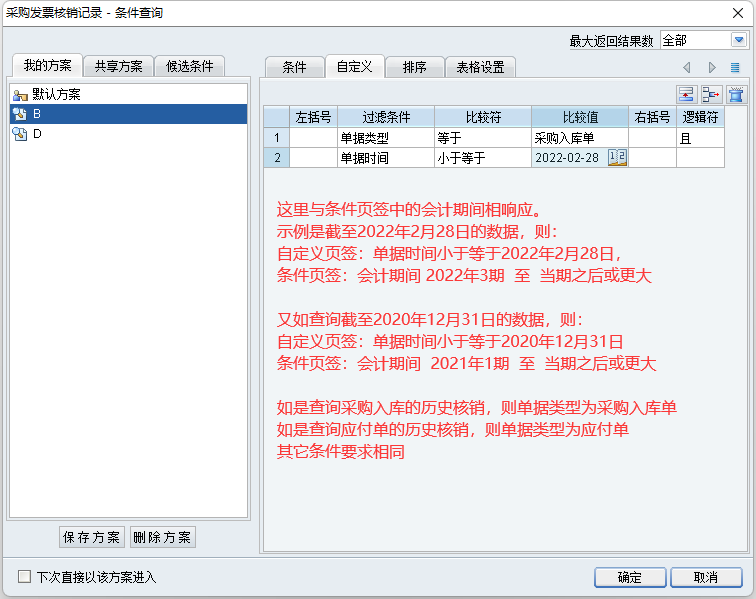 采购发票核销记录 - 条件查询
最大返回结果数 全部
我的方案 共享方案 候选条件
条件 自定义 排序 表格设置
默认方案
B
D
左括号 过滤条件 比较符 比较值 右括号 逻辑符
1 单据类型 等于 采购入库单 且
2 单据时间 小于等于 2022-02-28
这里与条件页签中的会计期间相响应。
示例是截至2022年2月28日的数据，则：
自定义页签：单据时间小于等于2022年2月28日，
条件页签：会计期间 2022年3期 至 当期之后或更大
又如查询截至2020年12月31日的数据，则：
自定义页签：单据时间小于等于2020年12月31日
条件页签：会计期间 2021年1期 至 当期之后或更大
如是查询采购入库的历史核销，则单据类型为采购入库单
如是查询应付单的历史核销，则单据类型为应付单
其它条件要求相同
保存方案 删除方案
下次直接以该方案进入
确定 取消